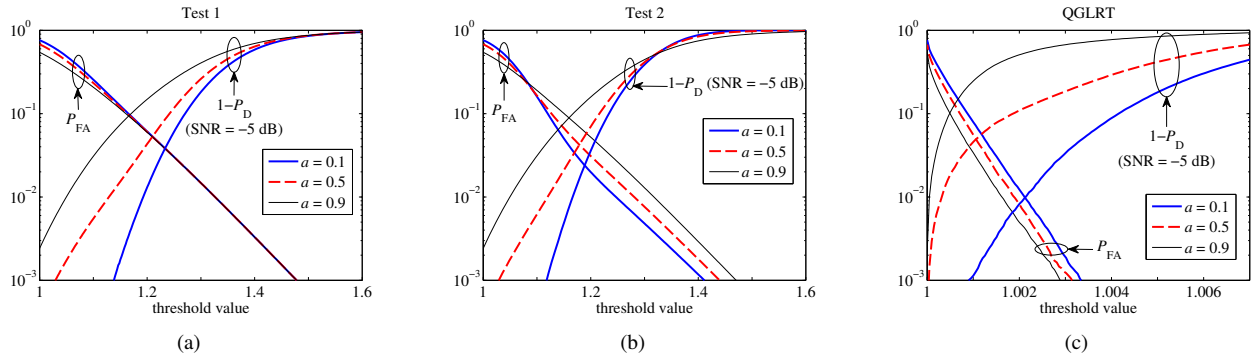 Test 1
10^0
10^-1
10^-2
10^-3
P_FA
1−P_D
(SNR = −5 dB)
a = 0.1
a = 0.5
a = 0.9
1
1.2
1.4
1.6
threshold value
(a)
Test 2
10^0
10^-1
10^-2
10^-3
P_FA
1−P_D (SNR = −5 dB)
a = 0.1
a = 0.5
a = 0.9
1
1.2
1.4
1.6
threshold value
(b)
QGLRT
10^0
10^-1
10^-2
10^-3
1−P_D
(SNR = −5 dB)
a = 0.1
a = 0.5
a = 0.9
P_FA
1
1.002
1.004
1.006
threshold value
(c)